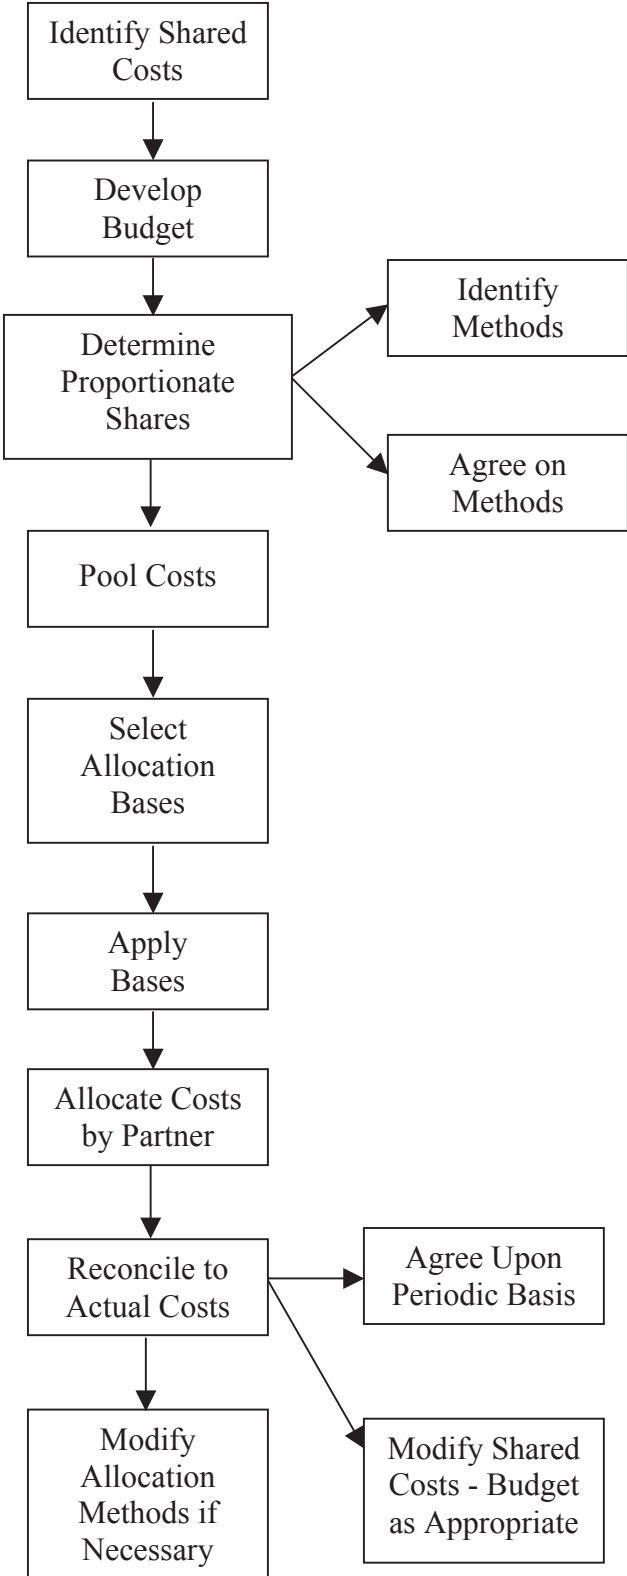 Identify Shared
Costs
Develop
Budget
Determine
Proportionate
Shares
Identify
Methods
Agree on
Methods
Pool Costs
Select
Allocation
Bases
Apply
Bases
Allocate Costs
by Partner
Reconcile to
Actual Costs
Agree Upon
Periodic Basis
Modify
Allocation
Methods if
Necessary
Modify Shared
Costs - Budget
as Appropriate